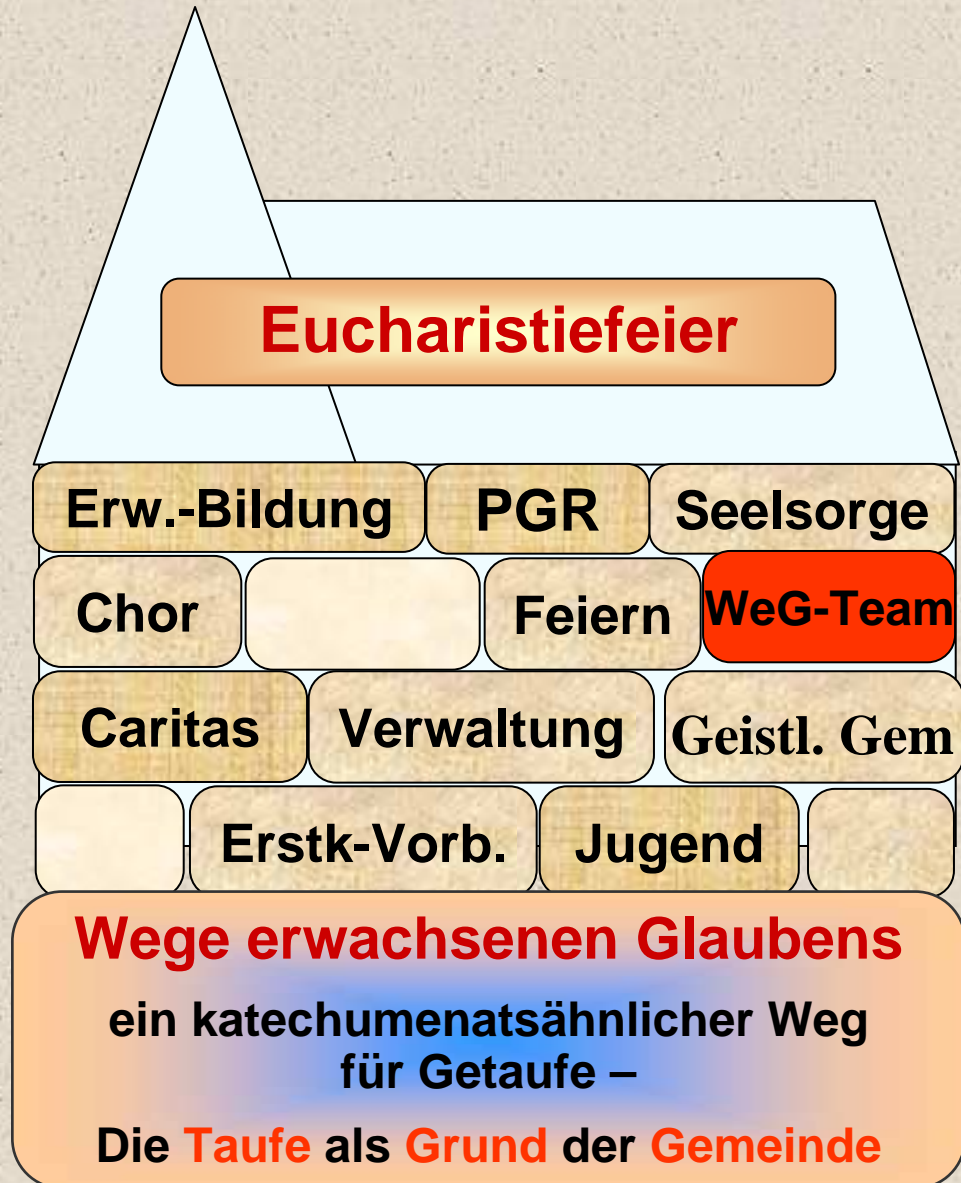 Eucharistiefeier
Erw.-Bildung PGR Seelsorge
Chor Feiern WeG-Team
Caritas Verwaltung Geistl. Gem
Erstk-Vorb. Jugend
Wege erwachsenen Glaubens
ein katechumenatsähnlicher Weg
für Getaufe –
Die Taufe als Grund der Gemeinde